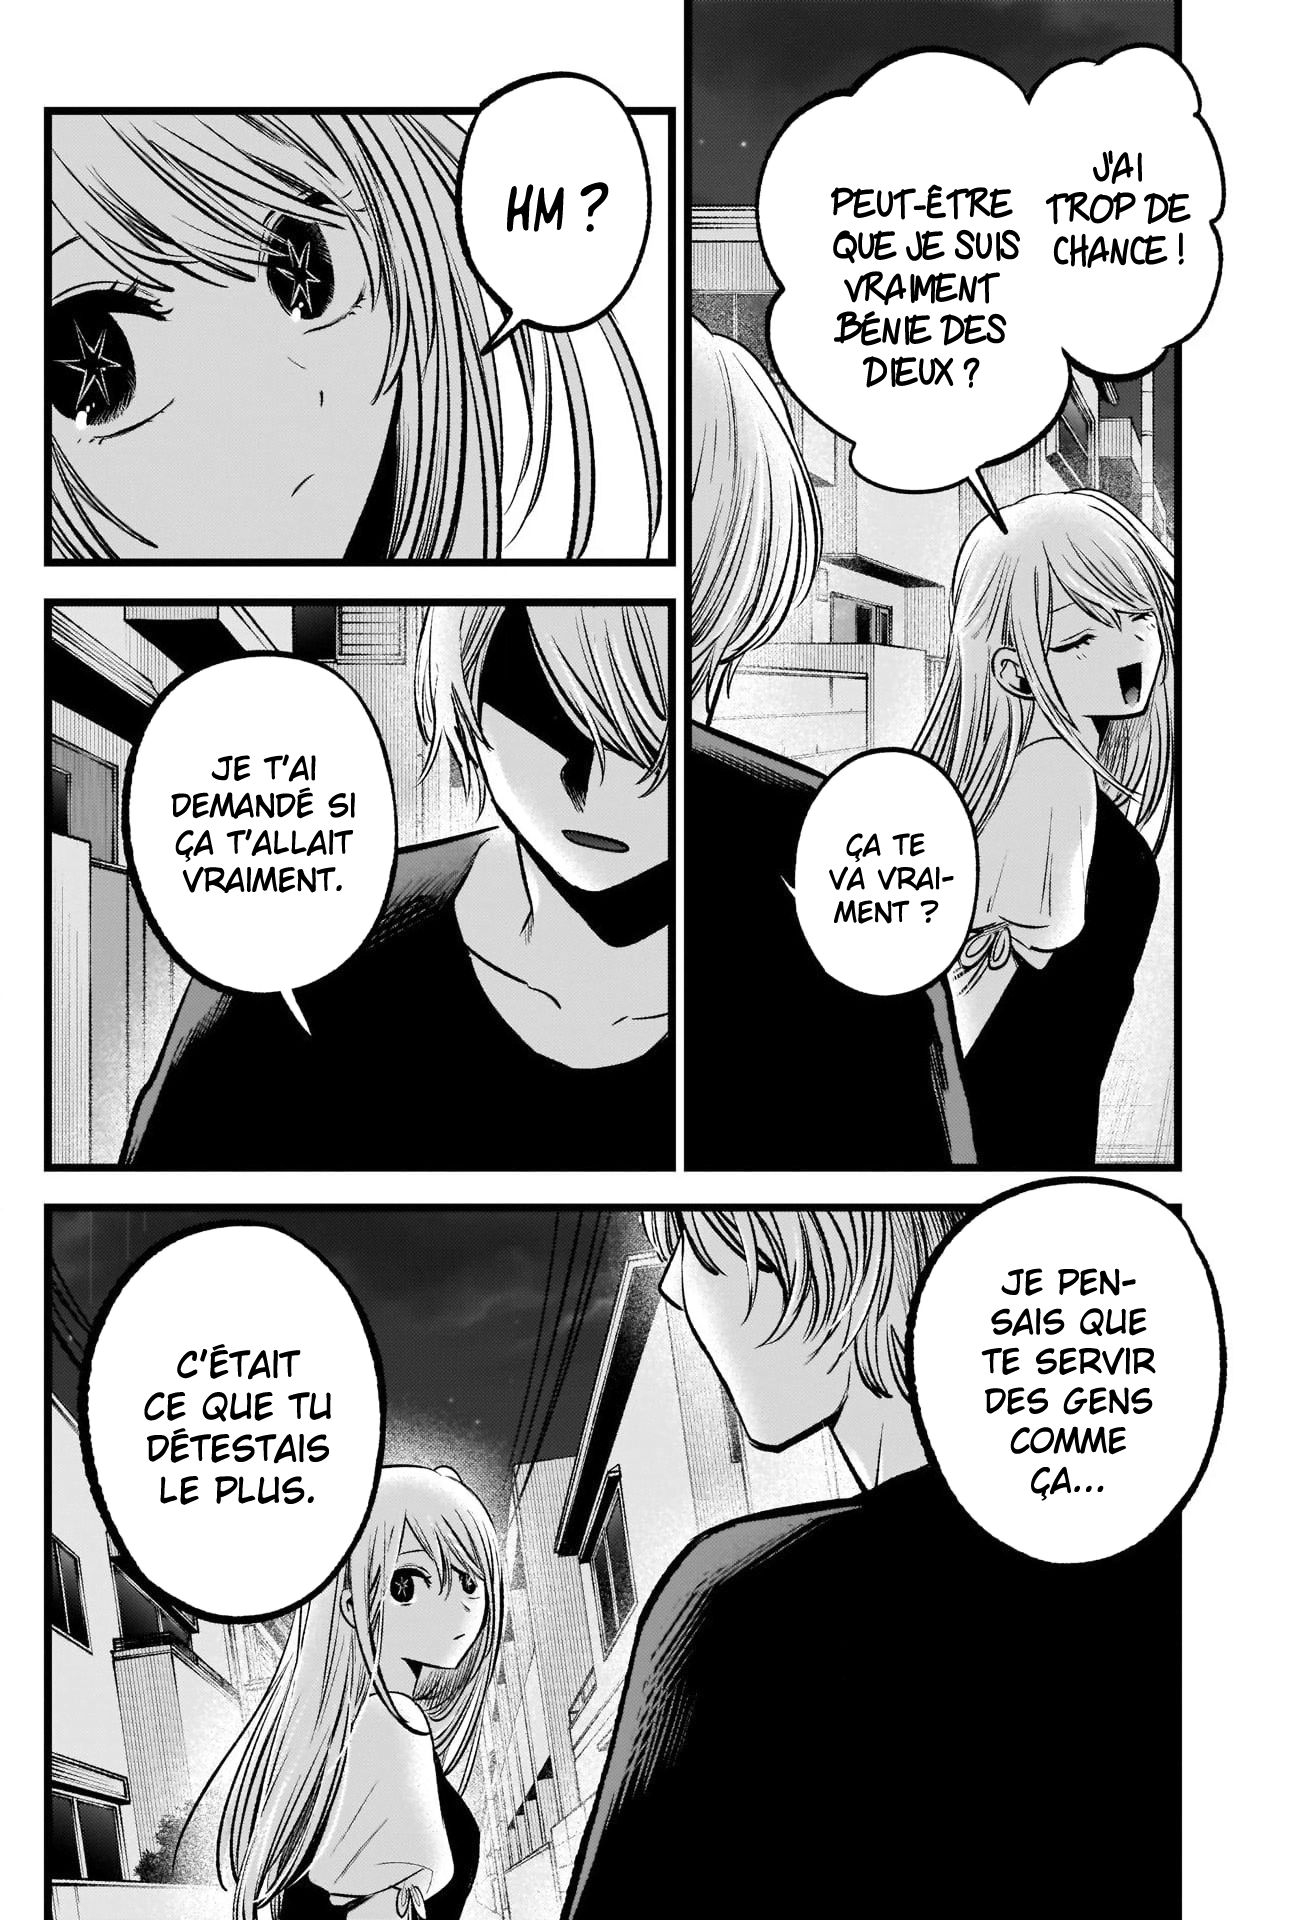 J'AI
TROP DE
CHANCE !
PEUT-ÊTRE
QUE JE SUIS
VRAIMENT
BÉNIE DES
DIEUX ?
ÇA TE
VA VRAI-
MENT ?
HM ?
JE T'AI
DEMANDÉ SI
ÇA T'ALLAIT
VRAIMENT.
JE PEN-
SAIS QUE
TE SERVIR
DES GENS
COMME
ÇA...
C'ÉTAIT
CE QUE TU
DÉTESTAIS
LE PLUS.